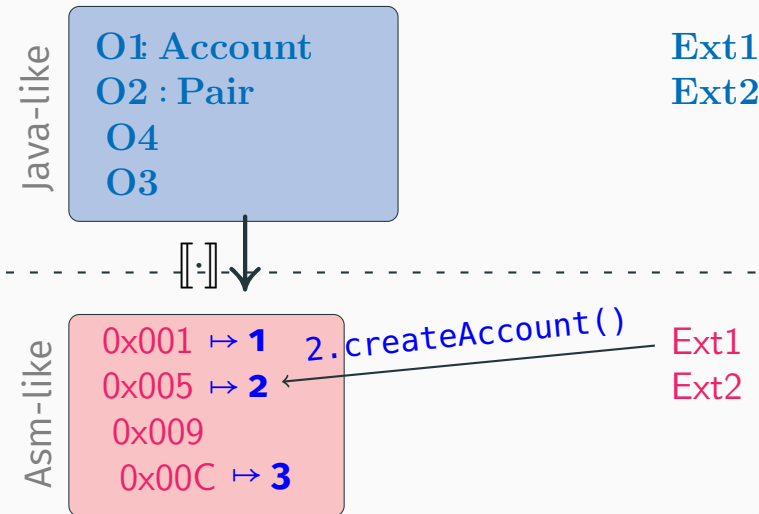 Java-like
O1: Account
O2 : Pair
O4
O3
Ext1
Ext2
⟦·⟧
Asm-like
0x001 ↦ 1
0x005 ↦ 2
0x009
0x00C ↦ 3
2.createAccount()
Ext1
Ext2